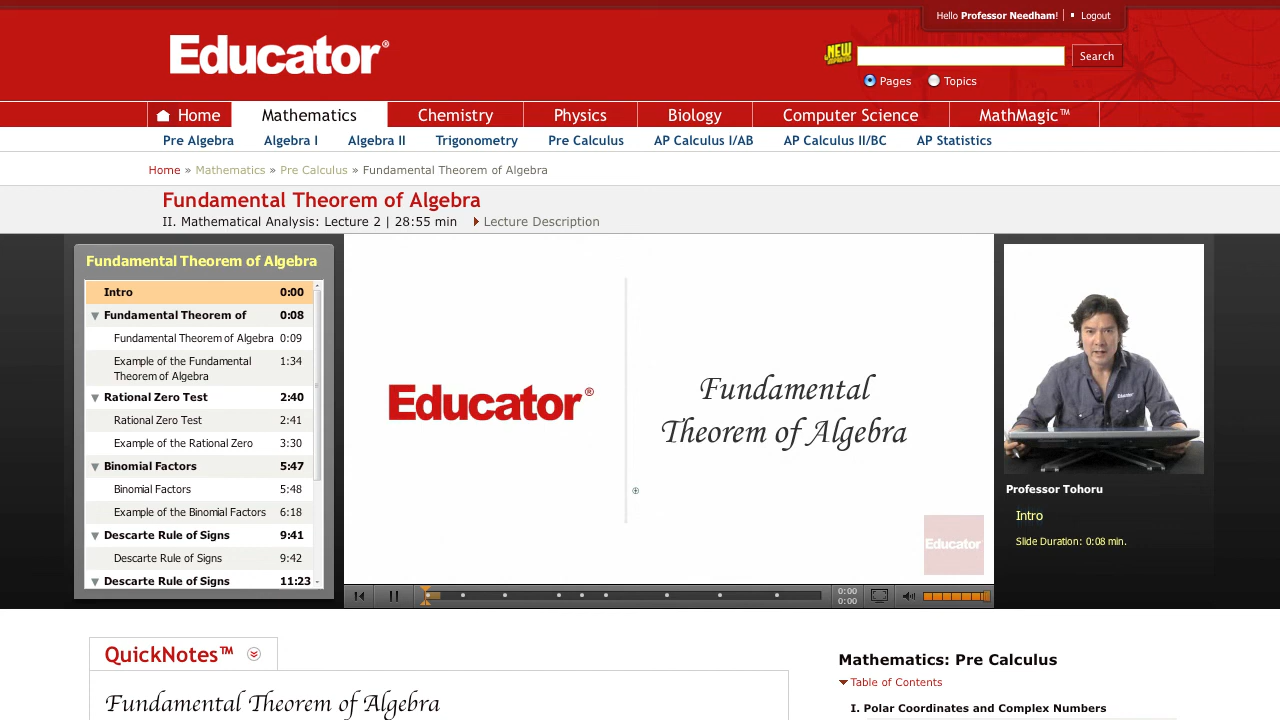 Hello Professor Needham! Logout
Educator®
NEW
Search
Pages Topics
Home Mathematics Chemistry Physics Biology Computer Science MathMagic™
Pre Algebra Algebra I Algebra II Trigonometry Pre Calculus AP Calculus I/AB AP Calculus II/BC AP Statistics
Home » Mathematics » Pre Calculus » Fundamental Theorem of Algebra
Fundamental Theorem of Algebra
II. Mathematical Analysis: Lecture 2 | 28:55 min Lecture Description
Fundamental Theorem of Algebra
Intro 0:00
Fundamental Theorem of 0:08
Fundamental Theorem of Algebra 0:09
Example of the Fundamental 1:34
Theorem of Algebra
Rational Zero Test 2:40
Rational Zero Test 2:41
Example of the Rational Zero 3:30
Binomial Factors 5:47
Binomial Factors 5:48
Example of the Binomial Factors 6:18
Descarte Rule of Signs 9:41
Descarte Rule of Signs 9:42
Descarte Rule of Signs 11:23
Educator®
Fundamental
Theorem of Algebra
Educator
0:00
0:00
Educator
Professor Tohoru
Intro
Slide Duration: 0:08 min.
QuickNotes™
Fundamental Theorem of Algebra
Mathematics: Pre Calculus
Table of Contents
I. Polar Coordinates and Complex Numbers